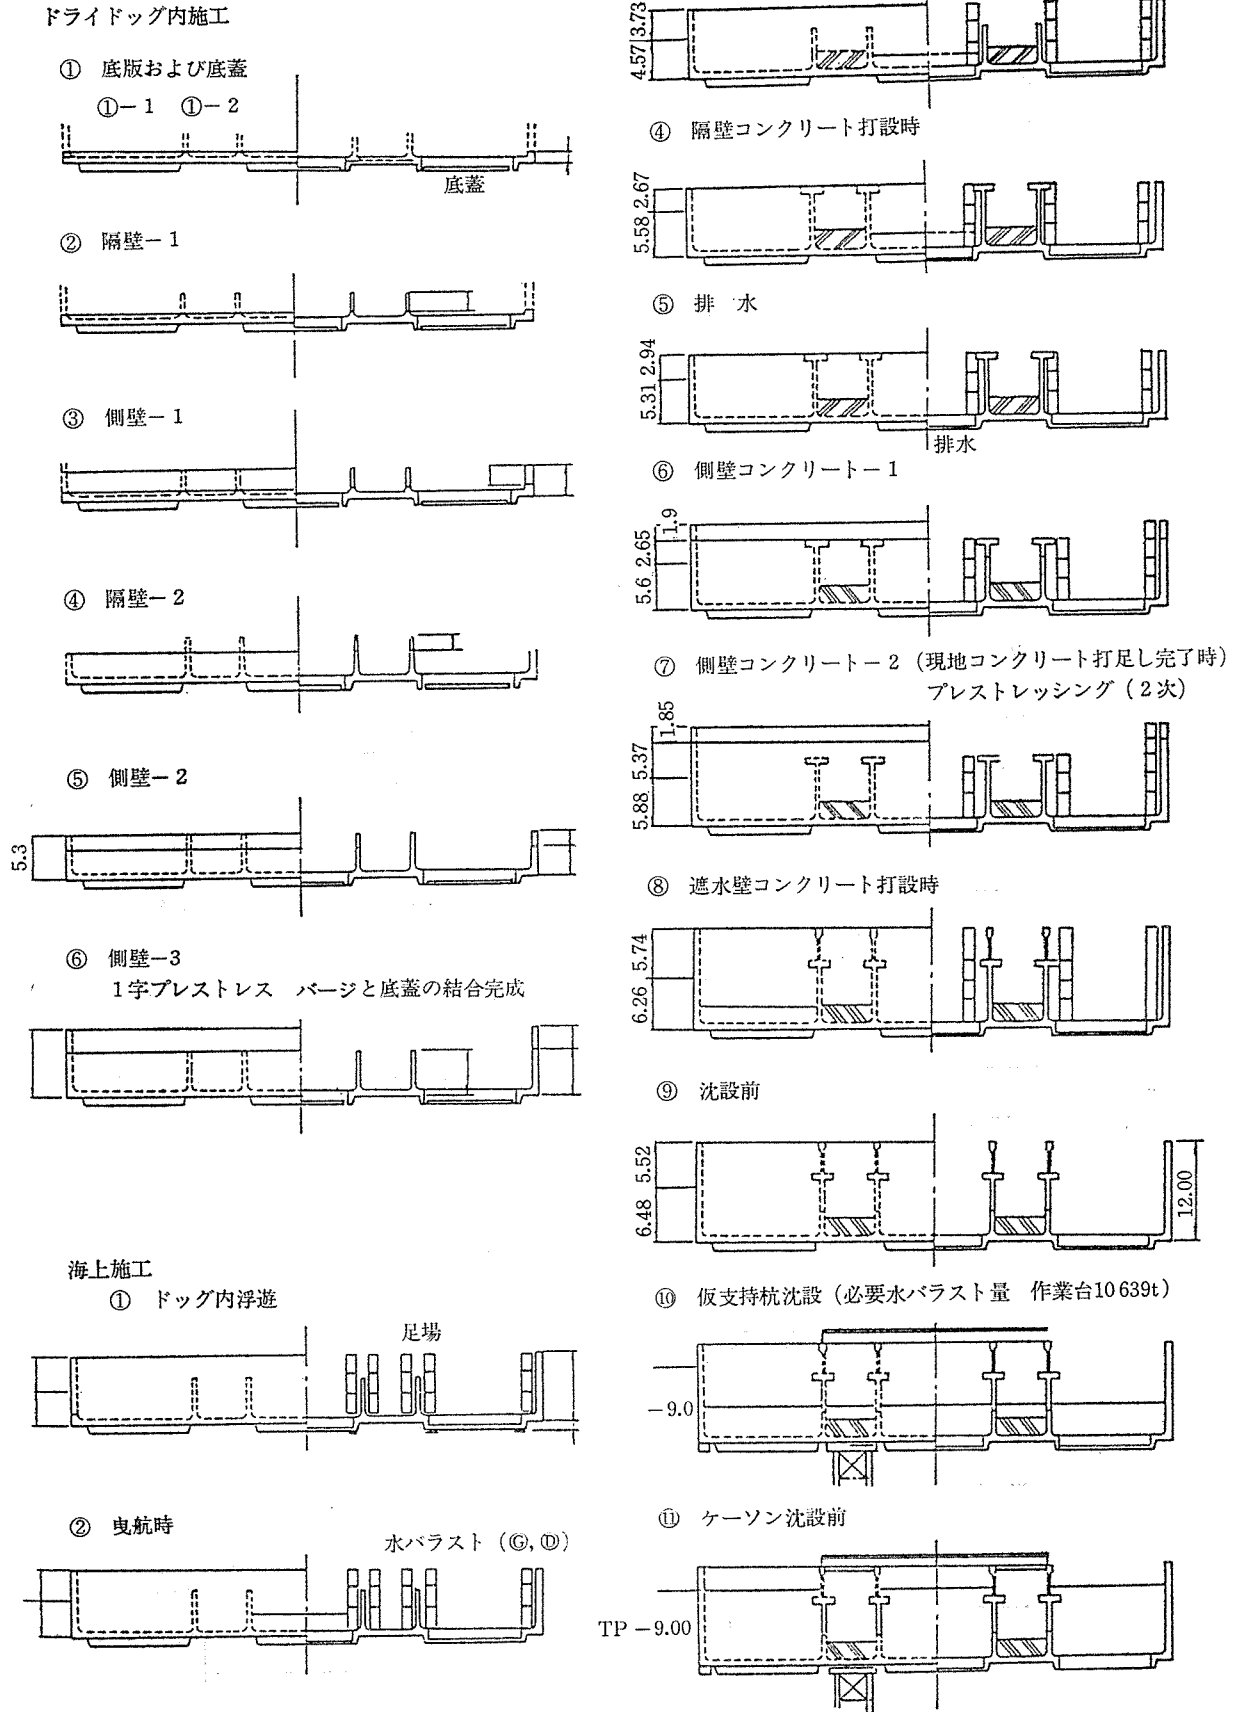 ドライドッグ内施工
① 底版および底蓋
①－1 ①－2
底蓋
② 隔壁－1
③ 側壁－1
④ 隔壁－2
⑤ 側壁－2
5.3
⑥ 側壁－3
1字プレストレス バージと底蓋の結合完成
海上施工
① ドッグ内浮遊
足場
② 曳航時
水バラスト（Ⓖ, Ⓓ）
3.73
4.57
④ 隔壁コンクリート打設時
2.67
5.58
⑤ 排 水
2.94
5.31
排水
⑥ 側壁コンクリート－1
1.9
2.65
5.6
⑦ 側壁コンクリート－2（現地コンクリート打足し完了時）
プレストレッシング（2次）
1.85
5.37
5.88
⑧ 遮水壁コンクリート打設時
5.74
6.26
⑨ 沈設前
5.52
6.48
12.00
⑩ 仮支持杭沈設（必要水バラスト量 作業台10 639t）
－9.0
⑪ ケーソン沈設前
TP －9.00